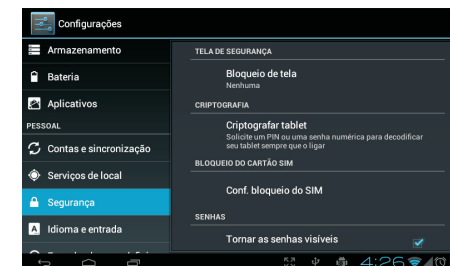 Configurações
Armazenamento
Bateria
Aplicativos
PESSOAL
Contas e sincronização
Serviços de local
Segurança
Idioma e entrada
TELA DE SEGURANÇA
Bloqueio de tela
Nenhuma
CRIPTOGRAFIA
Criptografar tablet
Solicite um PIN ou uma senha numérica para decodificar
seu tablet sempre que o ligar
BLOQUEIO DO CARTÃO SIM
Conf. bloqueio do SIM
SENHAS
Tornar as senhas visíveis
4:26